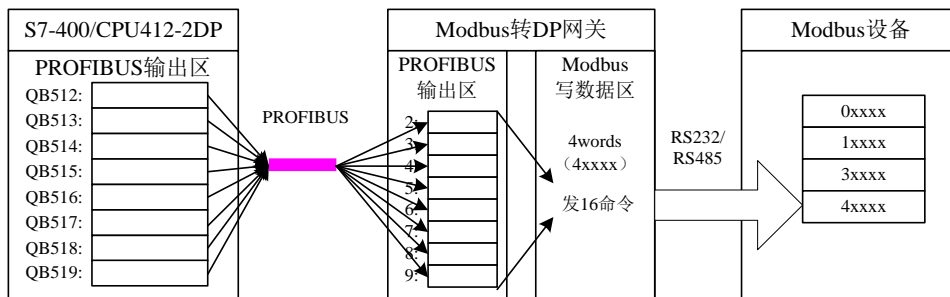 S7-400/CPU412-2DP
PROFIBUS输出区
QB512:
QB513:
QB514:
QB515:
QB516:
QB517:
QB518:
QB519:
PROFIBUS
Modbus转DP网关
PROFIBUS
输出区
2:
3:
4:
5:
6:
7:
8:
9:
Modbus
写数据区
4words
（4xxxx）
发16命令
RS232/
RS485
Modbus设备
0xxxx
1xxxx
3xxxx
4xxxx